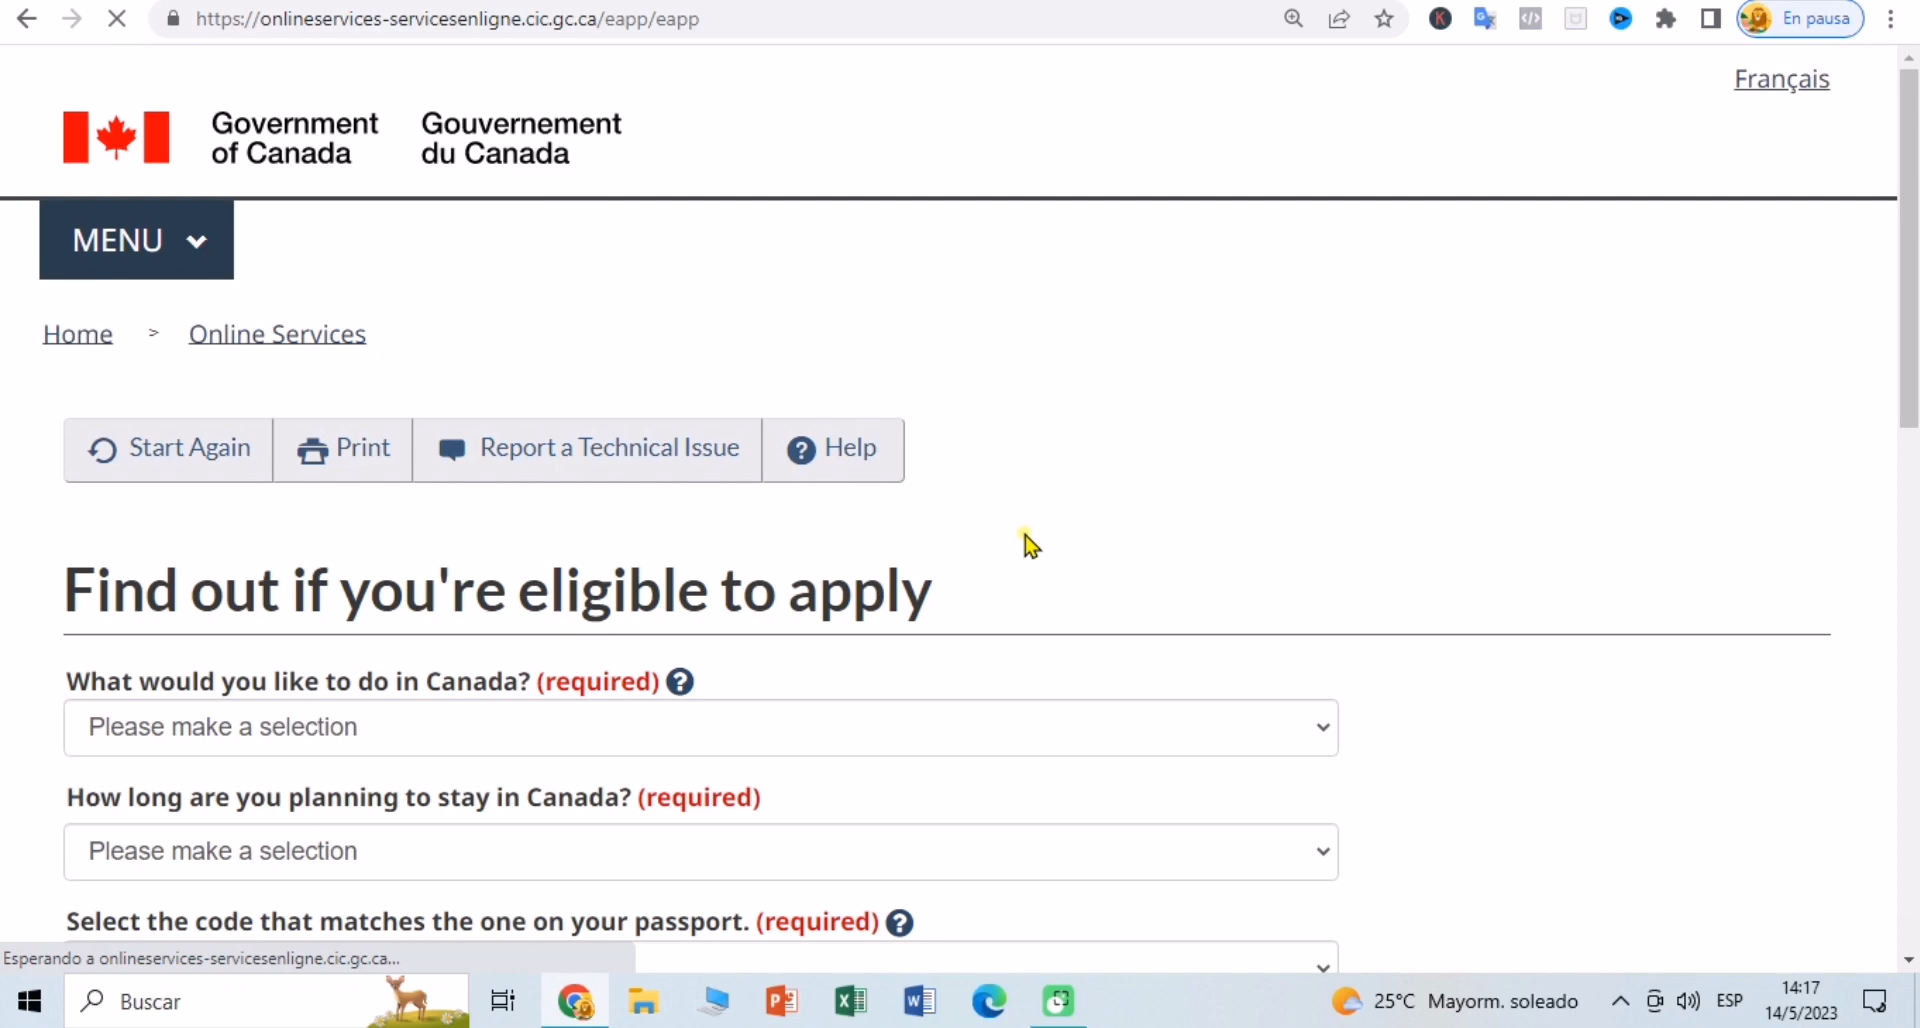 https://onlineservices-servicesenligne.cic.gc.ca/eapp/eapp
En pausa
Français
Government of Canada
Gouvernement du Canada
MENU
Home > Online Services
Start Again
Print
Report a Technical Issue
Help
Find out if you're eligible to apply
What would you like to do in Canada? (required)
Please make a selection
How long are you planning to stay in Canada? (required)
Please make a selection
Select the code that matches the one on your passport. (required)
Esperando a onlineservices-servicesenligne.cic.gc.ca...
Buscar
25°C Mayorm. soleado
ESP
14:17
14/5/2023